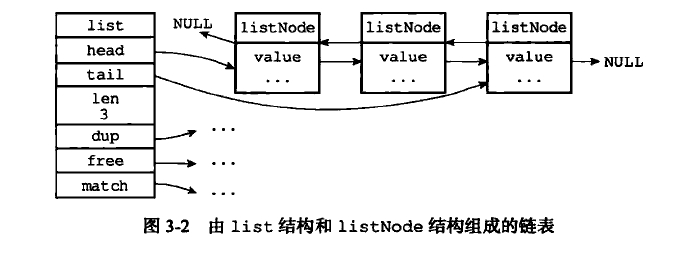 list
head
tail
len
3
dup
free
match
NULL
listNode
value
...
listNode
value
...
listNode
value
...
NULL
...
...
...
图 3-2 由 list 结构和 listNode 结构组成的链表